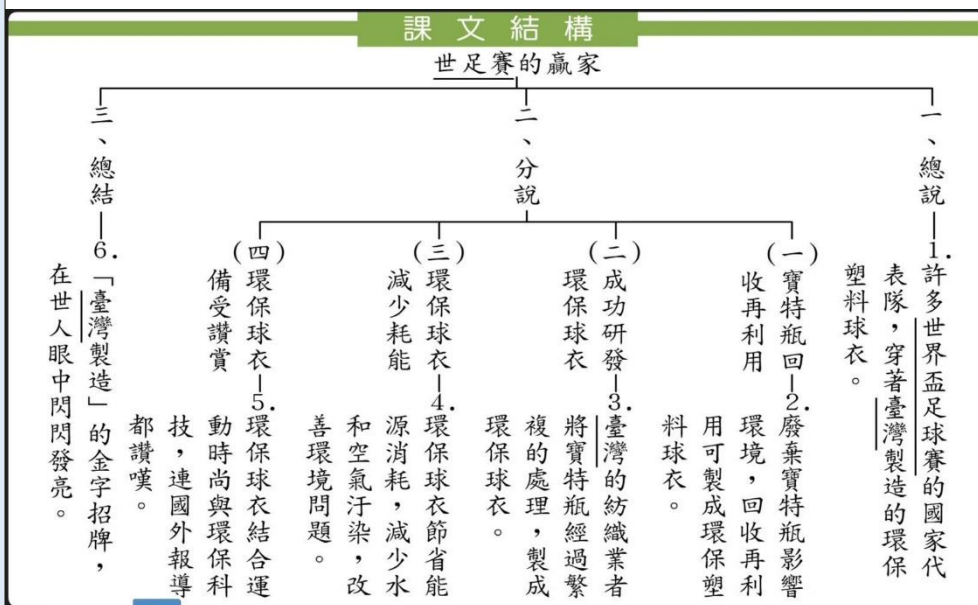 課文結構
世足賽的贏家
一、總說
1.許多世界盃足球賽的國家代
表隊，穿著臺灣製造的環保
塑料球衣。
二、分說
(一)寶特瓶回
收再利用
2.廢棄寶特瓶影響
環境，回收再利
用可製成環保塑
料球衣。
(二)成功研發
環保球衣
3.臺灣的紡織業者
將寶特瓶經過繁
複的處理，製成
環保球衣。
(三)環保球衣
減少耗能
4.環保球衣節省能
源消耗，減少水
和空氣汙染，改
善環境問題。
(四)環保球衣
備受讚賞
5.環保球衣結合運
動時尚與環保科
技，連國外報導
都讚嘆。
三、總結
6.「臺灣製造」的金字招牌，
在世人眼中閃閃發亮。